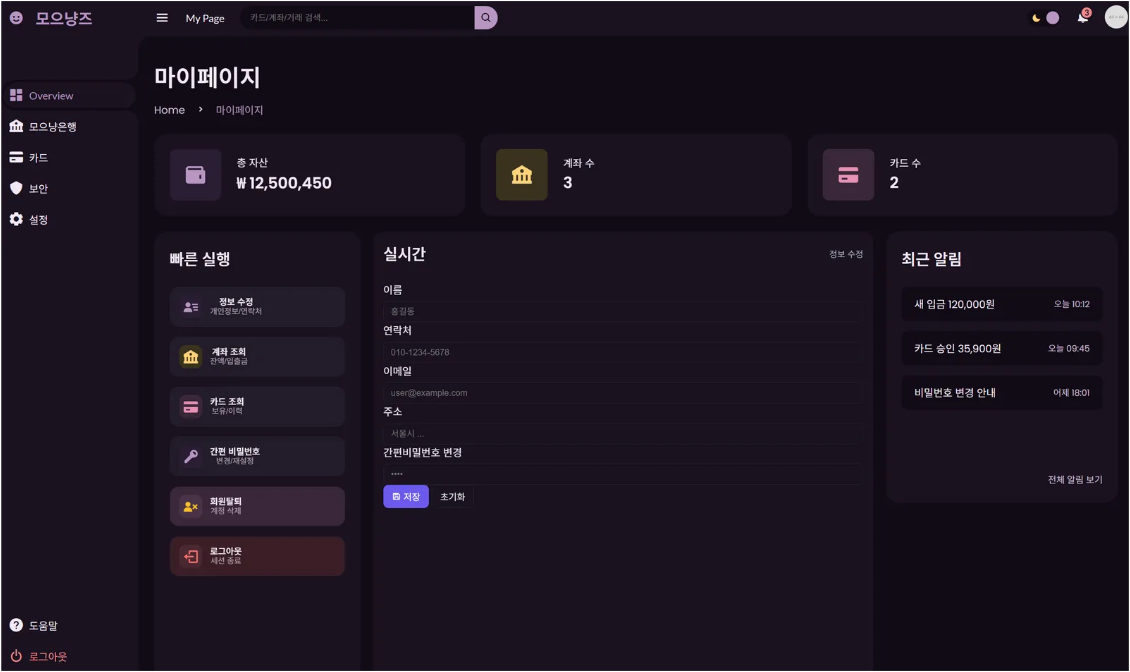 모으냥즈
My Page
카드/계좌/거래 검색...
3
Overview
모으냥은행
카드
보안
설정
도움말
로그아웃
마이페이지
Home > 마이페이지
총 자산
₩ 12,500,450
계좌 수
3
카드 수
2
빠른 실행
정보 수정
개인정보/연락처
계좌 조회
잔액/입출금
카드 조회
보유/이력
간편 비밀번호
변경/재설정
회원탈퇴
계정 삭제
로그아웃
세션 종료
실시간
정보 수정
이름
홍길동
연락처
010-1234-5678
이메일
user@example.com
주소
서울시 ...
간편비밀번호 변경
••••
저장
초기화
최근 알림
새 입금 120,000원 오늘 10:12
카드 승인 35,900원 오늘 09:45
비밀번호 변경 안내 어제 18:01
전체 알림 보기